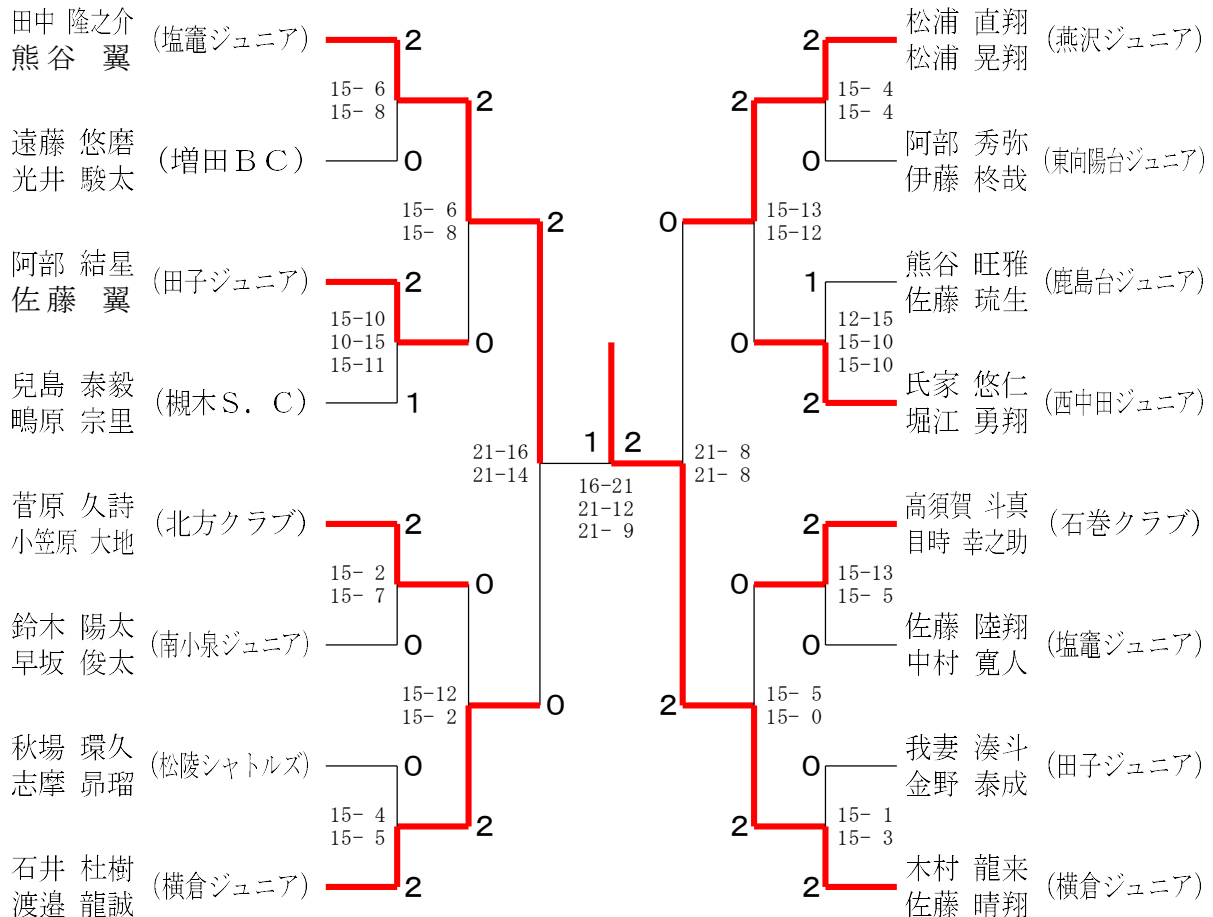 田中 隆之介
熊谷 翼
(塩竈ジュニア)
2
15- 6
15- 8
2
遠藤 悠磨
光井 駿太
(増田BC)
0
15- 6
15- 8
2
阿部 結星
佐藤 翼
(田子ジュニア)
2
15-10
10-15
15-11
0
兒島 泰毅
鴫原 宗里
(槻木S.C)
1
21-16
21-14
菅原 久詩
小笠原 大地
(北方クラブ)
2
15- 2
15- 7
0
鈴木 陽太
早坂 俊太
(南小泉ジュニア)
0
15-12
15- 2
0
秋場 環久
志摩 昴瑠
(松陵シャトルズ)
0
15- 4
15- 5
2
石井 杜樹
渡邉 龍誠
(横倉ジュニア)
2
1 2
16-21
21-12
21- 9
2
松浦 直翔
松浦 晃翔
(燕沢ジュニア)
2
15- 4
15- 4
0
阿部 秀弥
伊藤 柊哉
(東向陽台ジュニア)
0
15-13
15-12
1
熊谷 旺雅
佐藤 琉生
(鹿島台ジュニア)
0
12-15
15-10
15-10
2
氏家 悠仁
堀江 勇翔
(西中田ジュニア)
21- 8
21- 8
2
高須賀 斗真
目時 幸之助
(石巻クラブ)
0
15-13
15- 5
0
佐藤 陸翔
中村 寛人
(塩竈ジュニア)
2
15- 5
15- 0
0
我妻 湊斗
金野 泰成
(田子ジュニア)
2
15- 1
15- 3
2
木村 龍来
佐藤 晴翔
(横倉ジュニア)